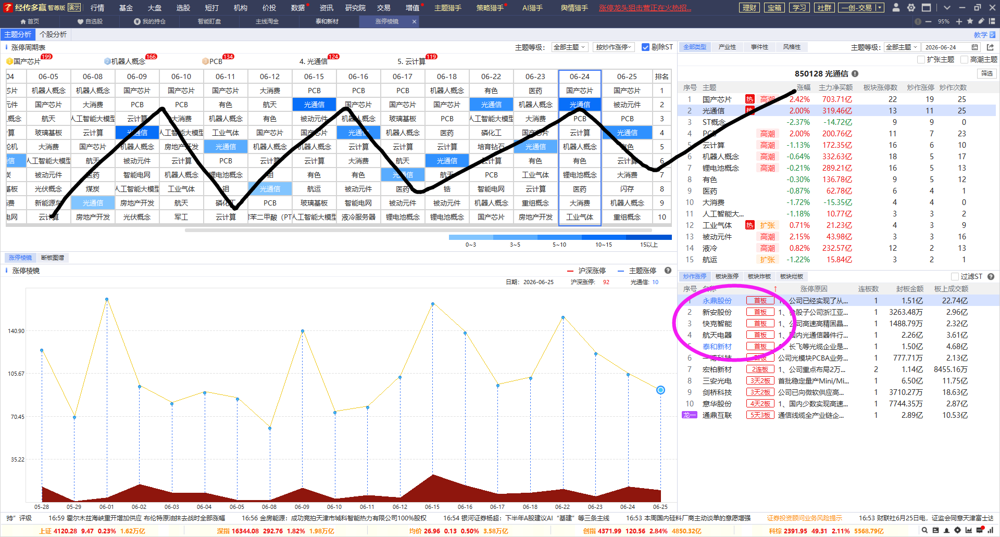 经传多赢 智尊版 演示 行情 基金 大盘 选股 短打 机构 价投 数据 资讯 研究院 交易 增值 主题猎手 策略猎手 AI猎手 舆情猎手 涨停龙头狙击营正在火热招... 理财 宝箱 学习 社群 一创-交易
首页 自选股 我的持仓 智能盯盘 主线淘金 泰和新材 涨停棱镜 95%
主题分析 个股分析 教学
涨停周期表 主题等级: 全部主题 按炒作涨停 剔除ST
1国产芯片 199 2机器人概念 166 3PCB 134 4. 光通信 124 5. 云计算 119
04 06-05 06-08 06-09 06-10 06-11 06-12 06-15 06-16 06-17 06-18 06-22 06-23 06-24 06-25 排名
芯片 机器人概念 机器人概念 国产芯片 国产芯片 国产芯片 大消费 PCB PCB PCB 机器人概念 有色 医药 国产芯片 国产芯片 1
元件 国产芯片 大消费 PCB PCB 有色 航天 光通信 国产芯片 国产芯片 国产芯片 光通信 机器人概念 光通信 被动元件 2
概念 航天 人工智能大模型 云计算 大消费 机器人概念 有色 被动元件 机器人概念 玻璃基板 PCB 人工智能大模型 大消费 PCB PCB 3
算 玻璃基板 云计算 光通信 人工智能大模型 工业气体 国产芯片 国产芯片 光通信 机器人概念 医药 磷化工 国产芯片 云计算 光通信 4
轮机 大消费 国产芯片 机器人概念 房地产开发 光通信 机器人概念 机器人概念 云计算 云计算 云计算 培育钻石 光通信 机器人概念 有色 5
信 人工智能大模型 航天 被动元件 云计算 PCB 云计算 云计算 大消费 航天 光通信 云计算 有色 有色 云计算 6
炭 被动元件 医药 智能电网 机器人概念 锂电池概念 钼 有色 有色 光通信 航天 PCB 工业气体 锂电池概念 大消费 7
基板 光伏概念 煤炭 人工智能大模型 工业气体 钼 光通信 航运 被动元件 医药 锆 智能电网 云计算 医药 闪存 8
费 新能源车 光通信 房地产开发 航天 磷化工 PCB 玻璃基板 智能电网 被动元件 被动元件 机器人概念 重组概念 大消费 机器人概念 9
电网 云计算 房地产开发 光伏概念 军工 云计算 对苯二甲酸（PT 人工智能大模型 液冷服务器 锂电池概念 锂电池概念 国产芯片 房地产开发 工业气体 重组概念 10
0~3 3~5 5~10 10~15 15以上
涨停棱镜 断板图谱
涨停棱镜 沪深涨停 主题涨停
日期: 2026-06-25 沪深涨停: 92 光通信: 10
140.90
105.67
70.45
35.22
05-28 05-29 06-01 06-02 06-03 06-04 06-05 06-08 06-09 06-10 06-11 06-12 06-15 06-16 06-17 06-18 06-22 06-23 06-24 06-25
全部类型 产业性 事件性 风格性 主题等级: 全部主题 2026-06-24
扩张主题 高潮主题
850128 光通信 筛选
序号 主题 涨幅 主力净买额 板块涨停数 炒作涨停 炒作次数
1 国产芯片 热 高潮 2.42% 703.71亿 22 19 25
2 光通信 热 2.00% 319.46亿 13 11 25
3 ST概念 -2.37% -14.72亿 9 9 0
4 PCB 高潮 2.00% 200.76亿 11 7 23
5 云计算 高潮 -1.13% 172.35亿 16 6 10
6 机器人概念 高潮 -0.64% 332.63亿 18 5 17
7 锂电池概念 高潮 -0.21% 289.21亿 16 5 13
8 有色 -0.30% 136.78亿 9 5 12
9 医药 -0.87% 62.78亿 6 4 1
10 大消费 -1.72% -15.35亿 4 4 0
11 人工智能大... -1.18% 10.77亿 3 3 2
12 工业气体 热 扩张 0.71% 21.23亿 4 3 9
13 被动元件 高潮 2.15% 43.98亿 3 3 16
14 液冷 高潮 0.82% 232.57亿 12 2 13
15 航运 扩张 -1.22% 15.84亿 3 2 1
炒作涨停 板块涨停 板块炸板 板块烂板 过滤ST
序号 名称 ↑ 涨停原因 连板数 封板金额 板上成交额
1 永鼎股份 首板 1、公司已经实现了从... 1 1.51亿 22.74亿
2 新安股份 首板 1、参股子公司浙江亚... 1 3263.48万 2.96亿
3 快克智能 首板 1、公司高速高精固晶... 1 1488.79万 2.32亿
4 航天电器 首板 1、国内光通信器件行... 1 2.26亿 3.61亿
5 泰和新材 首板 1、长飞等光缆企业是... 1 1.50亿 4.68亿
6 一博科技 首板 公司光模块PCBA业务... 1 777.71万 2.13亿
7 宏柏新材 2连板 1、公司重点布局2万... 2 1.14亿 8455.16万
8 三安光电 3天2板 首批稳定量产Mini/Mi... 1 6.50亿 11.75亿
9 剑桥科技 3天2板 公司已向微软供应高... 1 3710.27万 18.63亿
10 意华股份 4天2板 1、国内少数实现高速... 1 7744.35万 2.87亿
龙一 通鼎互联 5天3板 通信线缆全产业链企... 1 2.89亿 10.53亿
持”评级 16:59 霍尔木兹海峡重开增加供应 布伦特原油抹去战时全部涨幅 16:56 金房能源：成功竞拍天津市城科智能热力有限公司100%股权 16:54 银河证券杨超：下半年A股建议AI“基建”等三条主线 16:53 本周国内硅料厂商主动谈单的意愿增强 证券投资顾问业务风险提示 16:53 财联社6月25日电，证监会同意天津富士达
上证 4120.28 9.47 0.23% 1.62万亿 深指 16344.08 292.76 1.82% 1.98万亿 均价 26.96 0.13 0.50% 3.58万亿 创指 4371.99 120.56 2.84% 4850.32亿 科综 2391.95 49.31 2.11% 5568.79亿